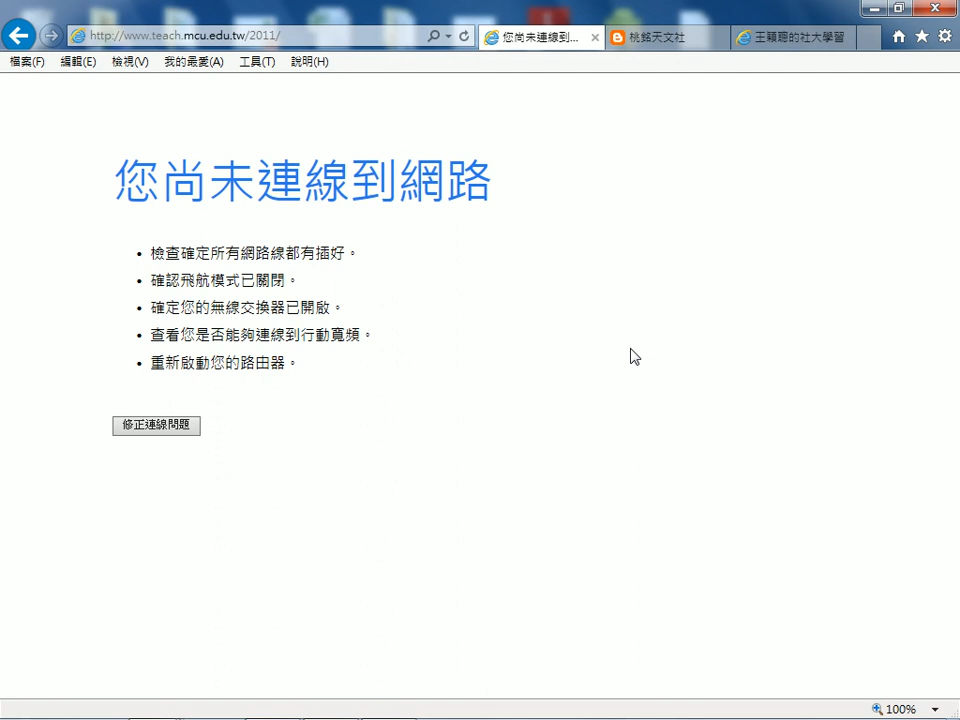 http://www.teach.mcu.edu.tw/2011/
您尚未連線到...
桃銘天文社
王穎聰的社大學習
檔案(F) 編輯(E) 檢視(V) 我的最愛(A) 工具(T) 說明(H)
您尚未連線到網路
• 檢查確定所有網路線都有插好。
• 確認飛航模式已關閉。
• 確定您的無線交換器已開啟。
• 查看您是否能夠連線到行動寬頻。
• 重新啟動您的路由器。
修正連線問題
100%